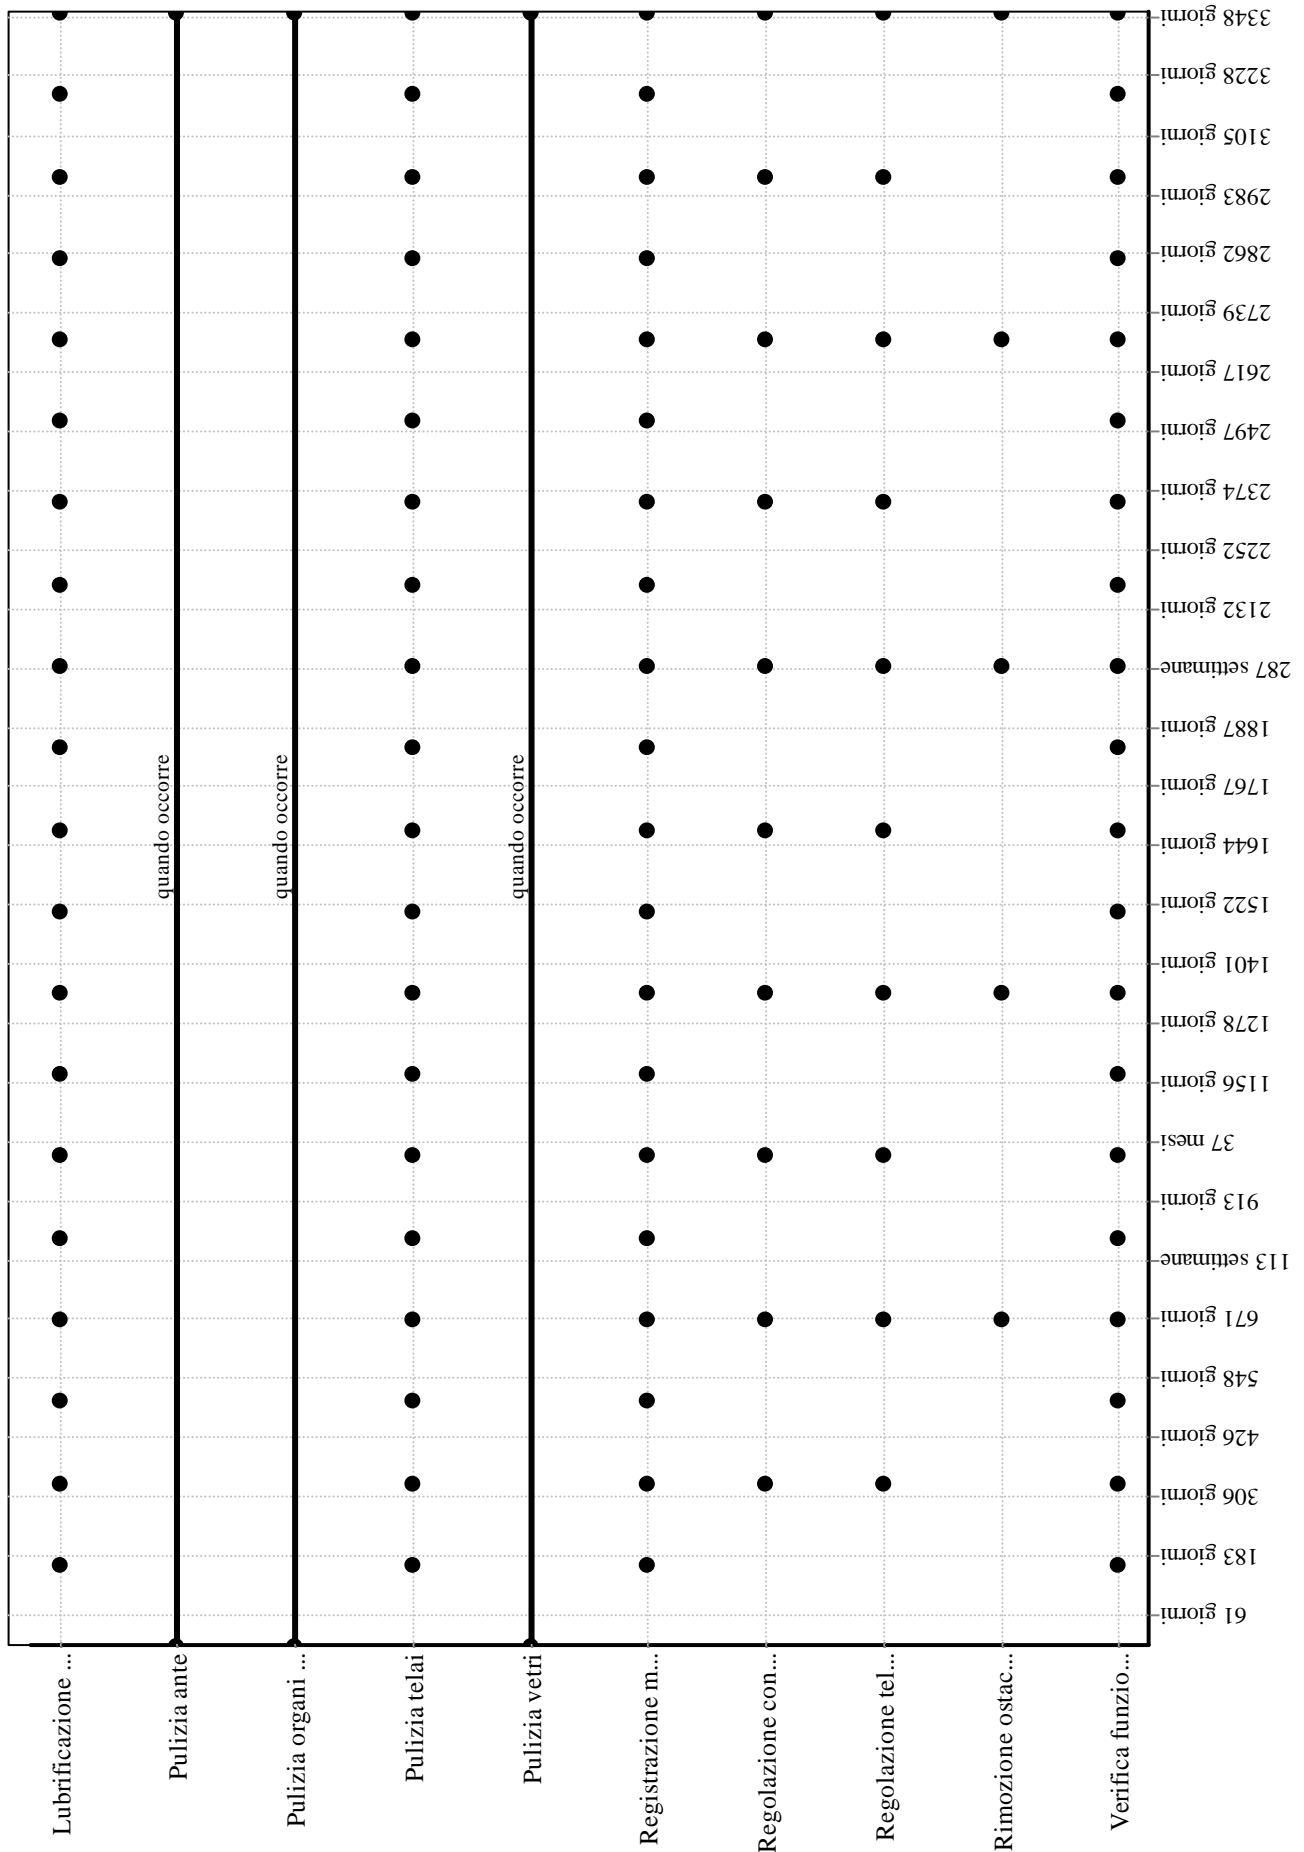 3348 giorni
3228 giorni
3105 giorni
2983 giorni
2862 giorni
2739 giorni
2617 giorni
2497 giorni
2374 giorni
2252 giorni
2132 giorni
287 settimane
1887 giorni
1767 giorni
1644 giorni
1522 giorni
1401 giorni
1278 giorni
1156 giorni
37 mesi
913 giorni
113 settimane
671 giorni
548 giorni
426 giorni
306 giorni
183 giorni
61 giorni
quando occorre
quando occorre
quando occorre
Lubrificazione ...
Pulizia ante
Pulizia organi ...
Pulizia telai
Pulizia vetri
Registrazione m...
Regolazione con...
Regolazione tel...
Rimozione ostac...
Verifica funzio...